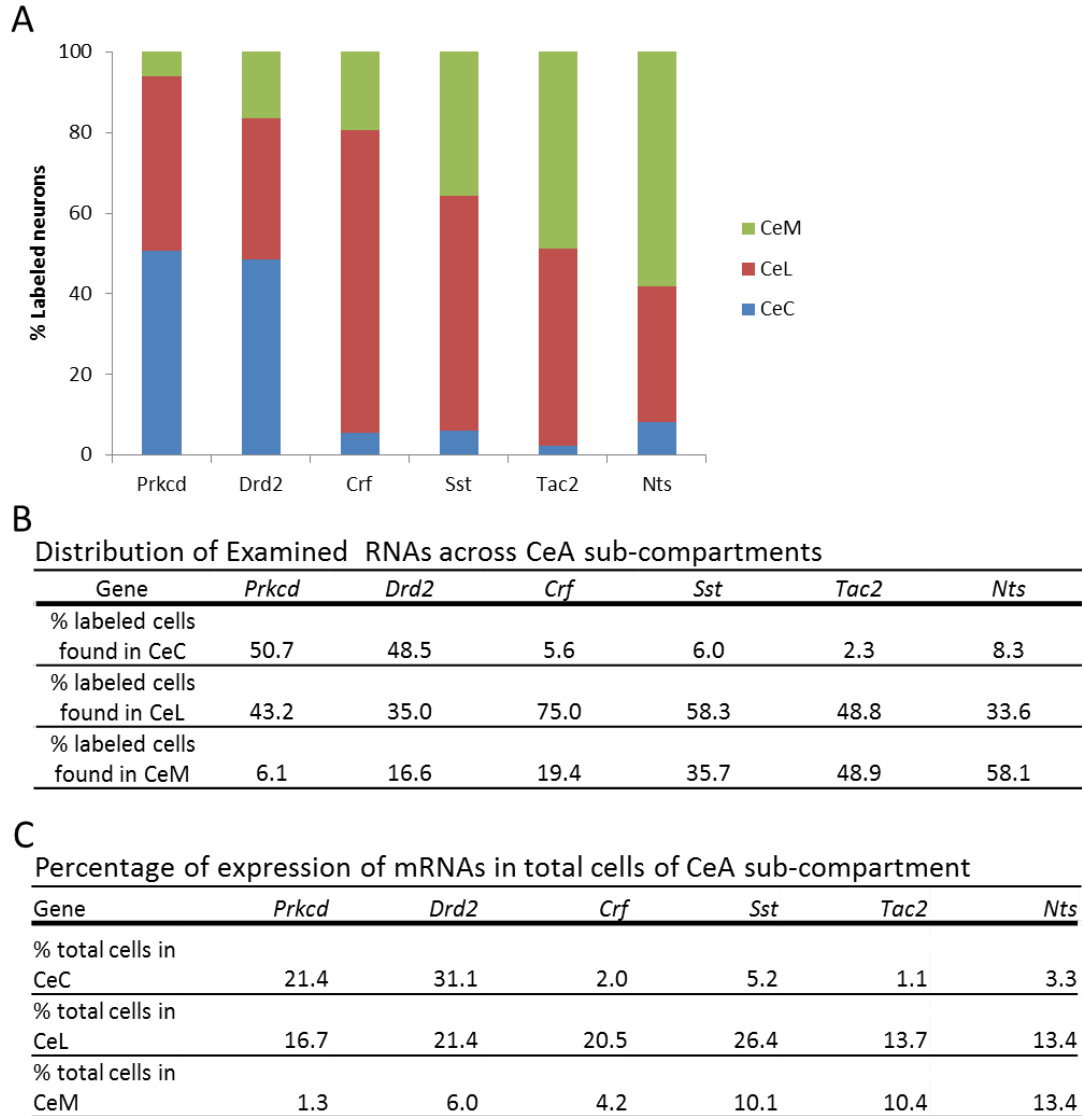 A
% Labeled neurons
100
80
60
40
20
0
Prkcd Drd2 Crf Sst Tac2 Nts
CeM
CeL
CeC
B
Distribution of Examined RNAs across CeA sub-compartments
Gene Prkcd Drd2 Crf Sst Tac2 Nts
% labeled cells
found in CeC 50.7 48.5 5.6 6.0 2.3 8.3
% labeled cells
found in CeL 43.2 35.0 75.0 58.3 48.8 33.6
% labeled cells
found in CeM 6.1 16.6 19.4 35.7 48.9 58.1
C
Percentage of expression of mRNAs in total cells of CeA sub-compartment
Gene Prkcd Drd2 Crf Sst Tac2 Nts
% total cells in
CeC 21.4 31.1 2.0 5.2 1.1 3.3
% total cells in
CeL 16.7 21.4 20.5 26.4 13.7 13.4
% total cells in
CeM 1.3 6.0 4.2 10.1 10.4 13.4